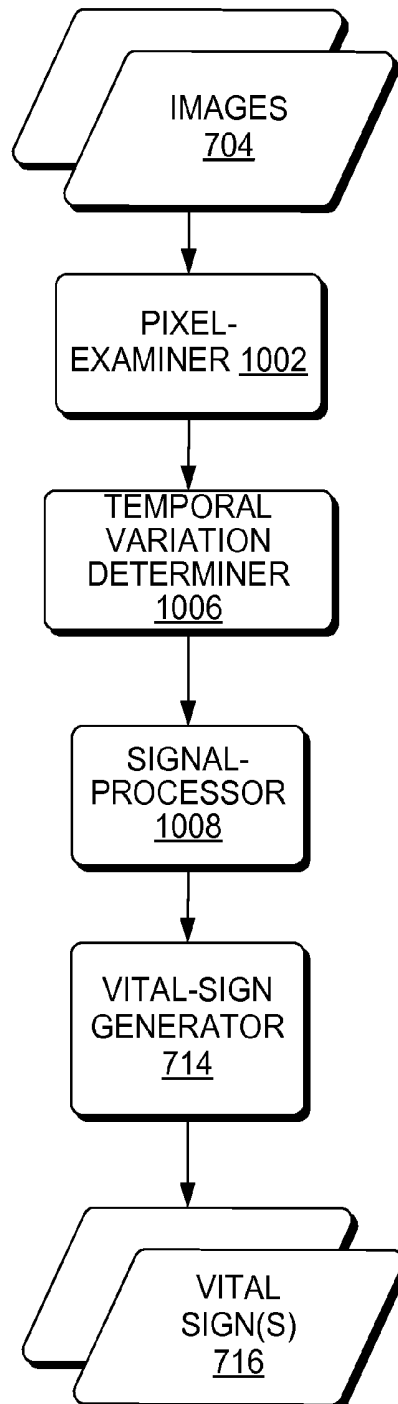 IMAGES
704
PIXEL-
EXAMINER 1002
TEMPORAL
VARIATION
DETERMINER
1006
SIGNAL-
PROCESSOR
1008
VITAL-SIGN
GENERATOR
714
VITAL
SIGN(S)
716